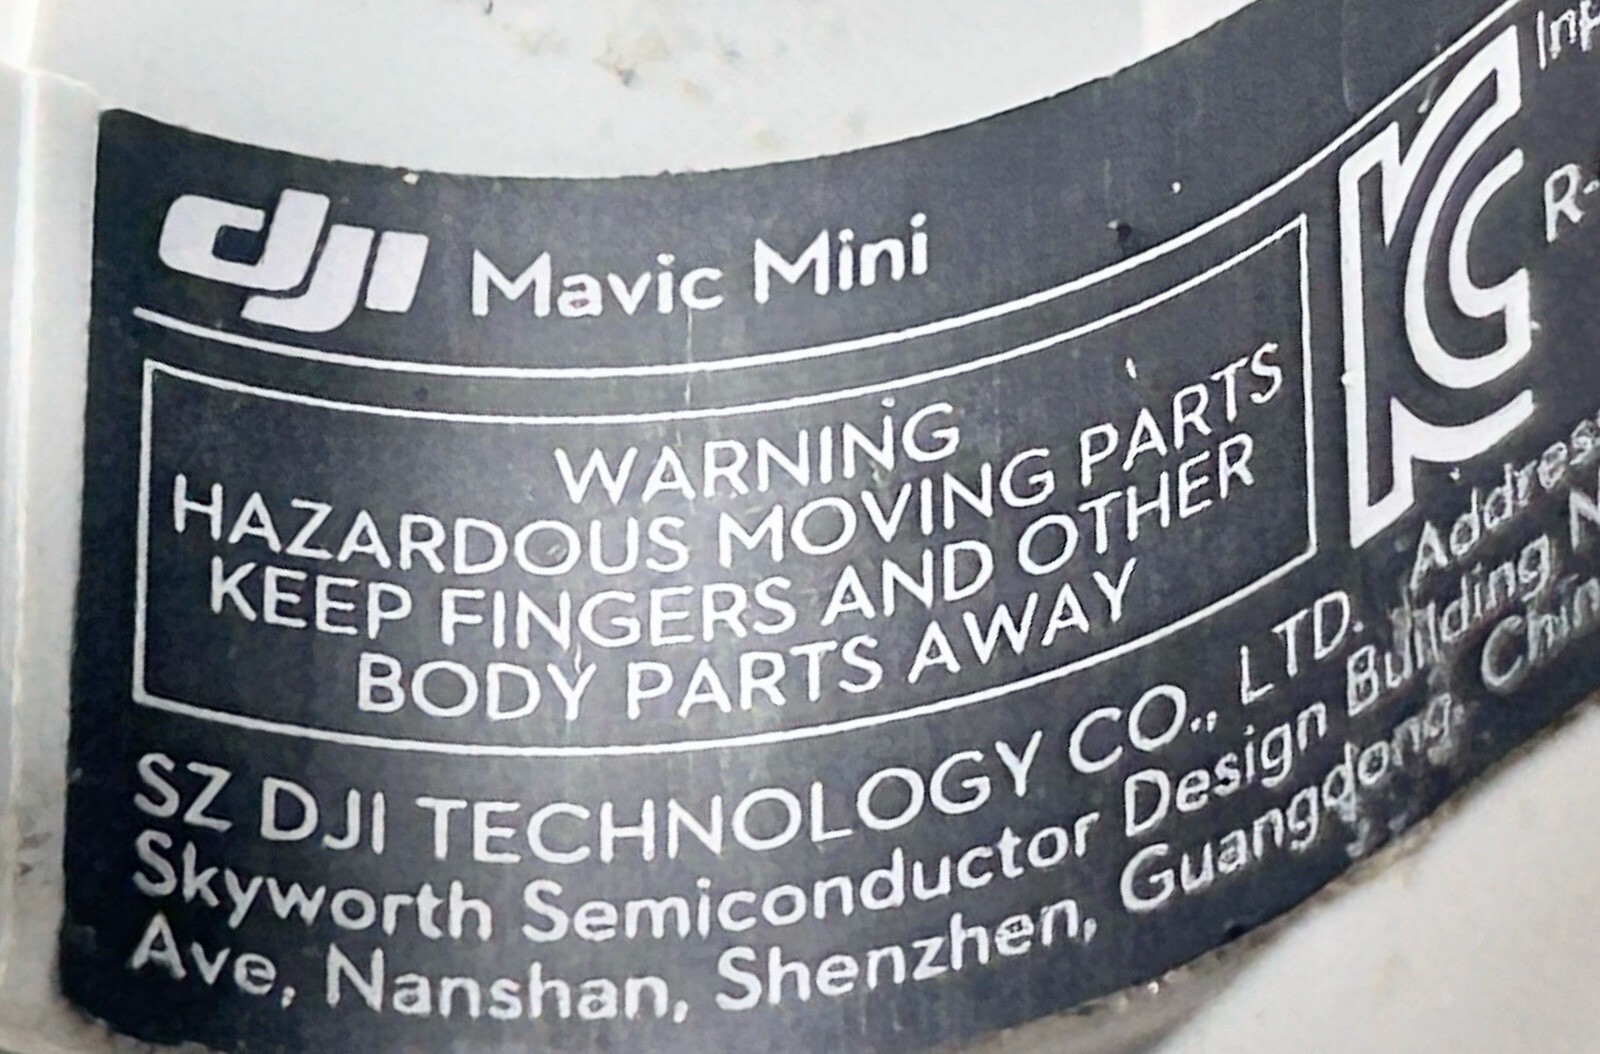 dji Mavic Mini
WARNING
HAZARDOUS MOVING PARTS
KEEP FINGERS AND OTHER
BODY PARTS AWAY
SZ DJI TECHNOLOGY CO., LTD. Address
Skyworth Semiconductor Design Building
Ave, Nanshan, Shenzhen, Guangdong,
KC
R-